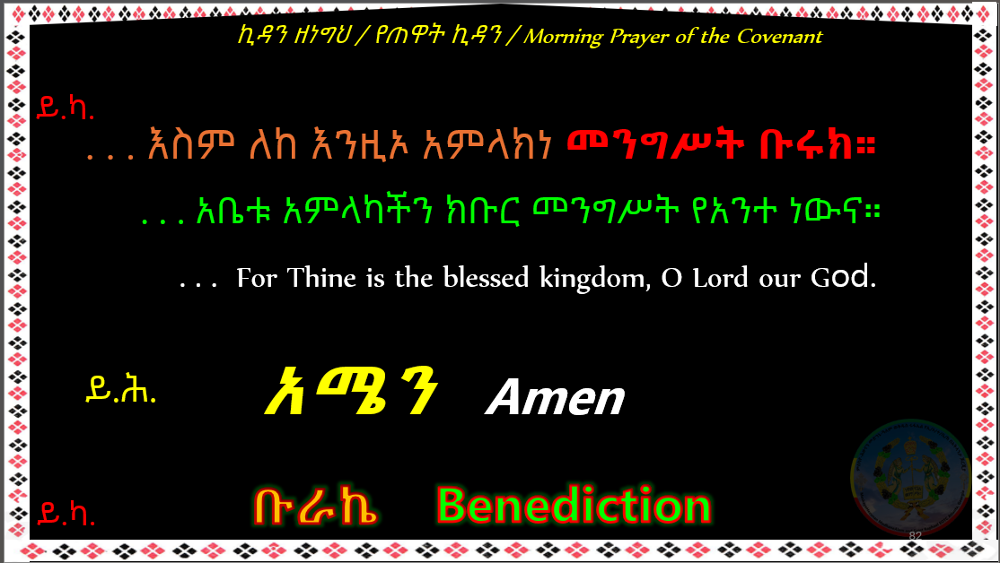 ኪዳን ዘነግህ / የጠዋት ኪዳን / Morning Prayer of the Covenant
ይ.ካ.
. . . እስም ለከ እንዚኦ አምላክነ መንግሥት ቡሩክ።
. . . አቤቱ አምላካችን ክቡር መንግሥት የአንተ ነውና።
. . . For Thine is the blessed kingdom, O Lord our God.
ይ.ሕ. አሜን Amen
ይ.ካ. ቡራኬ Benediction
82